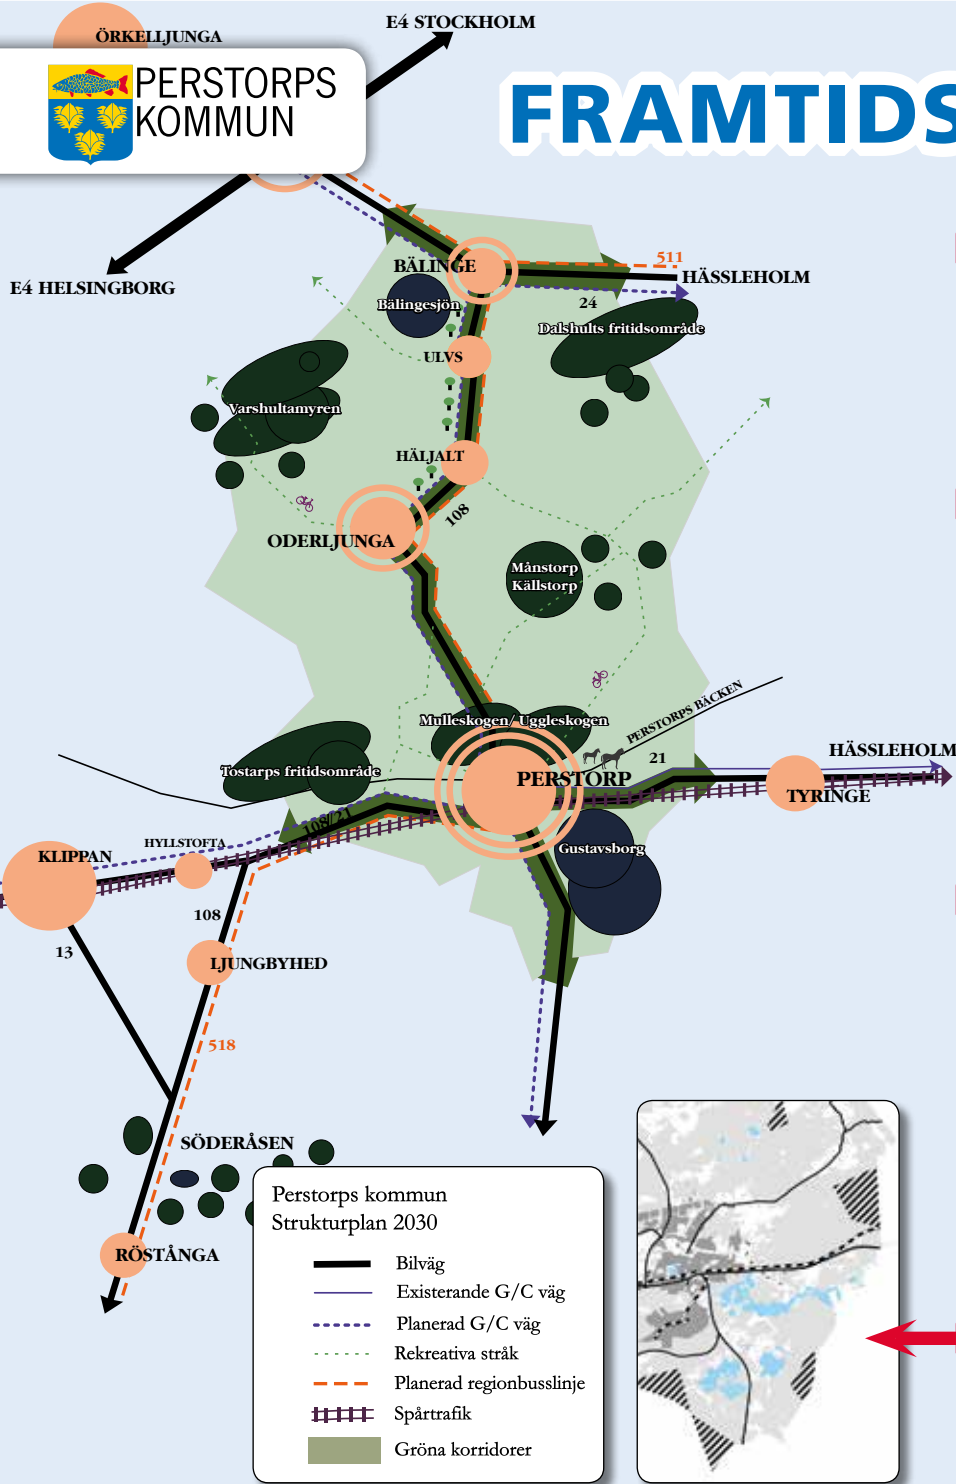 E4 STOCKHOLM
ÖRKELLJUNGA
PERSTORPS
KOMMUN
FRAMTIDS
511
BÄLINGE
HÄSSLEHOLM
E4 HELSINGBORG
Bälingesjön
24
Dalshults fritidsområde
ULVS
Varshultamyren
HÄLJALT
108
ODERLJUNGA
Månstorp
Källstorp
PERSTORPS BÄCKEN
Mulleskogen/Uggleskogen
21
HÄSSLEHOLM
Tostarps fritidsområde
PERSTORP
TYRINGE
108/21
HYLLSTOFTA
KLIPPAN
Gustavsborg
108
13
LJUNGBYHED
518
SÖDERÅSEN
RÖSTÅNGA
Perstorps kommun
Strukturplan 2030
Bilväg
Existerande G/C väg
Planerad G/C väg
Rekreativa stråk
Planerad regionbusslinje
Spårtrafik
Gröna korridorer